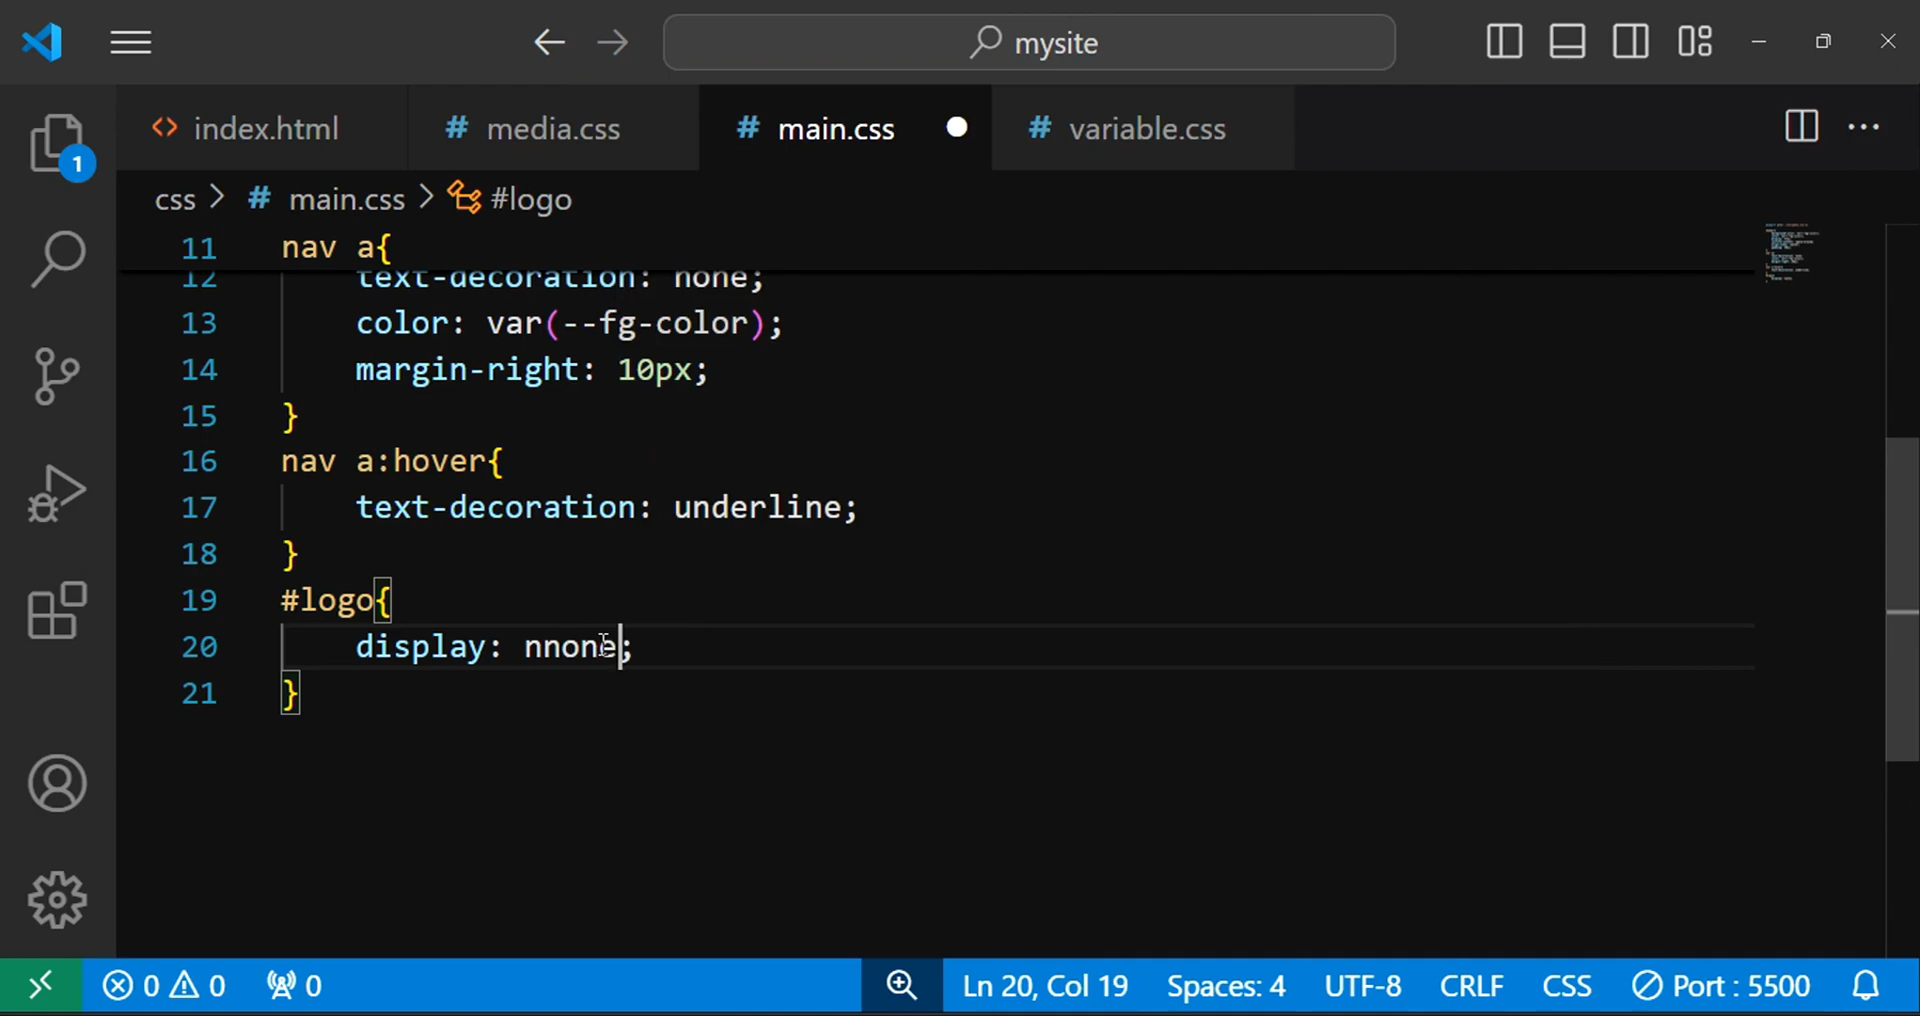 mysite
index.html
# media.css
# main.css
# variable.css
1
css > # main.css > #logo
11 nav a{
12 text-decoration: none;
13 color: var(--fg-color);
14 margin-right: 10px;
15 }
16 nav a:hover{
17 text-decoration: underline;
18 }
19 #logo{
20 display: nnone;
21 }
0 0 0 Ln 20, Col 19 Spaces: 4 UTF-8 CRLF CSS Port : 5500